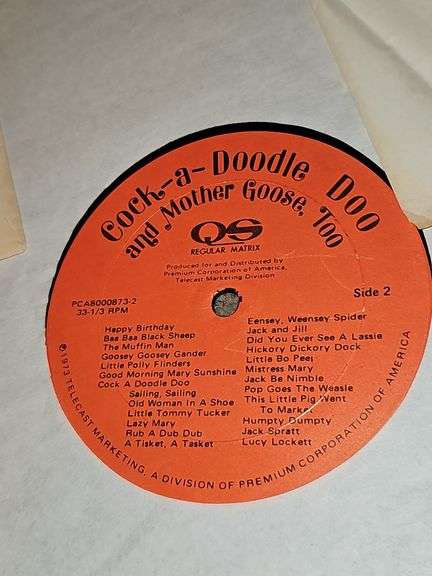 Cock-a-Doodle Doo
and Mother Goose, Too
QS
REGULAR MATRIX
Produced for and Distributed by
Premium Corporation of America,
Telecast Marketing Division
PCA8000873-2
33-1/3 RPM
Side 2
Happy Birthday
Baa Baa Black Sheep
The Muffin Man
Goosey Goosey Gander
Little Polly Flinders
Good Morning Mary Sunshine
Cock A Doodle Doo
Sailing, Sailing
Old Woman In A Shoe
Little Tommy Tucker
Lazy Mary
Rub A Dub Dub
A Tisket, A Tasket
Eensey, Weensey Spider
Jack and Jill
Did You Ever See A Lassie
Hickory Dickory Dock
Little Bo Peep
Mistress Mary
Jack Be Nimble
Pop Goes The Weasle
This Little Pig Went
To Market
Humpty Dumpty
Jack Spratt
Lucy Lockett
℗1973 TELECAST MARKETING, A DIVISION OF PREMIUM CORPORATION OF AMERICA